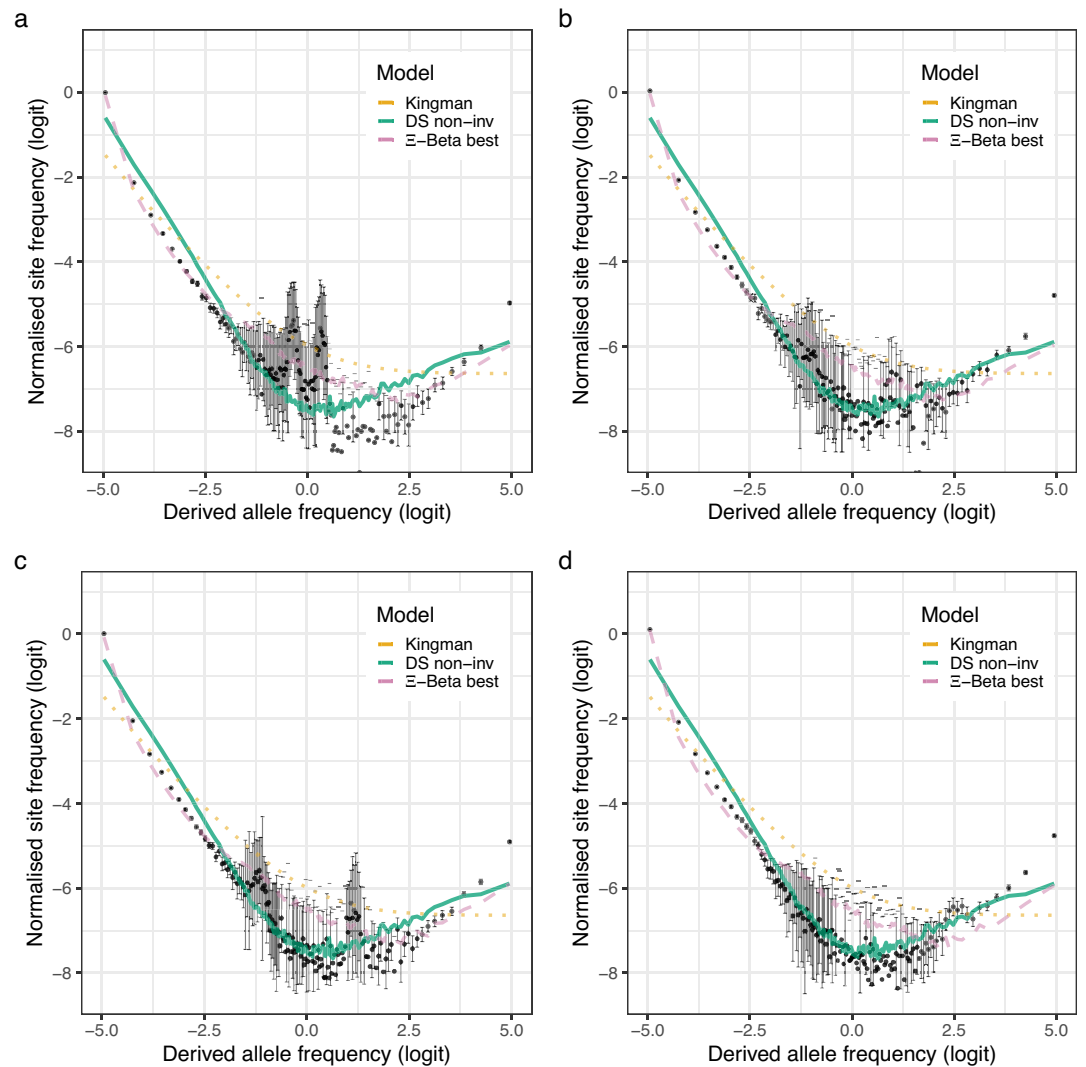 a
Normalised site frequency (logit)
0
−2
−4
−6
−8
Model
Kingman
DS non−inv
Ξ−Beta best
−5.0 −2.5 0.0 2.5 5.0
Derived allele frequency (logit)
b
Normalised site frequency (logit)
0
−2
−4
−6
−8
Model
Kingman
DS non−inv
Ξ−Beta best
−5.0 −2.5 0.0 2.5 5.0
Derived allele frequency (logit)
c
Normalised site frequency (logit)
0
−2
−4
−6
−8
Model
Kingman
DS non−inv
Ξ−Beta best
−5.0 −2.5 0.0 2.5 5.0
Derived allele frequency (logit)
d
Normalised site frequency (logit)
0
−2
−4
−6
−8
Model
Kingman
DS non−inv
Ξ−Beta best
−5.0 −2.5 0.0 2.5 5.0
Derived allele frequency (logit)